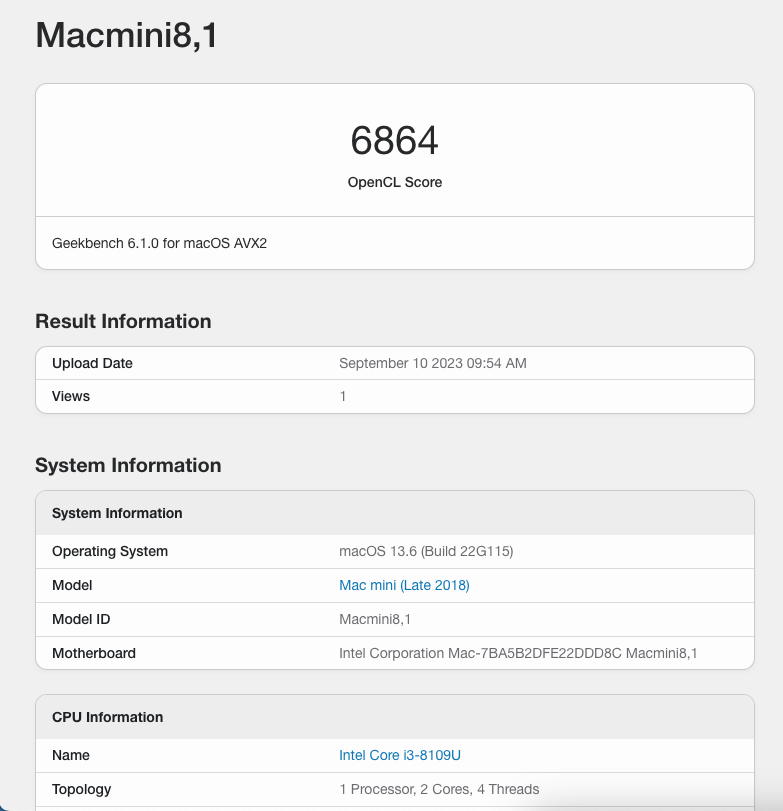 Macmini8,1
6864
OpenCL Score
Geekbench 6.1.0 for macOS AVX2
Result Information
Upload Date September 10 2023 09:54 AM
Views 1
System Information
System Information
Operating System macOS 13.6 (Build 22G115)
Model Mac mini (Late 2018)
Model ID Macmini8,1
Motherboard Intel Corporation Mac-7BA5B2DFE22DDD8C Macmini8,1
CPU Information
Name Intel Core i3-8109U
Topology 1 Processor, 2 Cores, 4 Threads